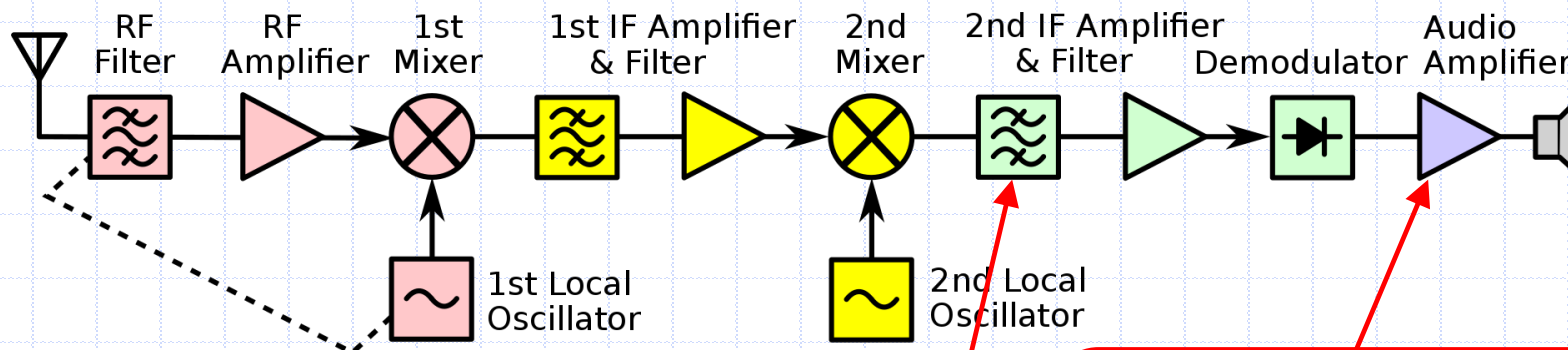 RF
Filter
RF
Amplifier
1st
Mixer
1st IF Amplifier
& Filter
2nd
Mixer
2nd IF Amplifier
& Filter
Demodulator
Audio
Amplifier
1st Local
Oscillator
2nd Local
Oscillator